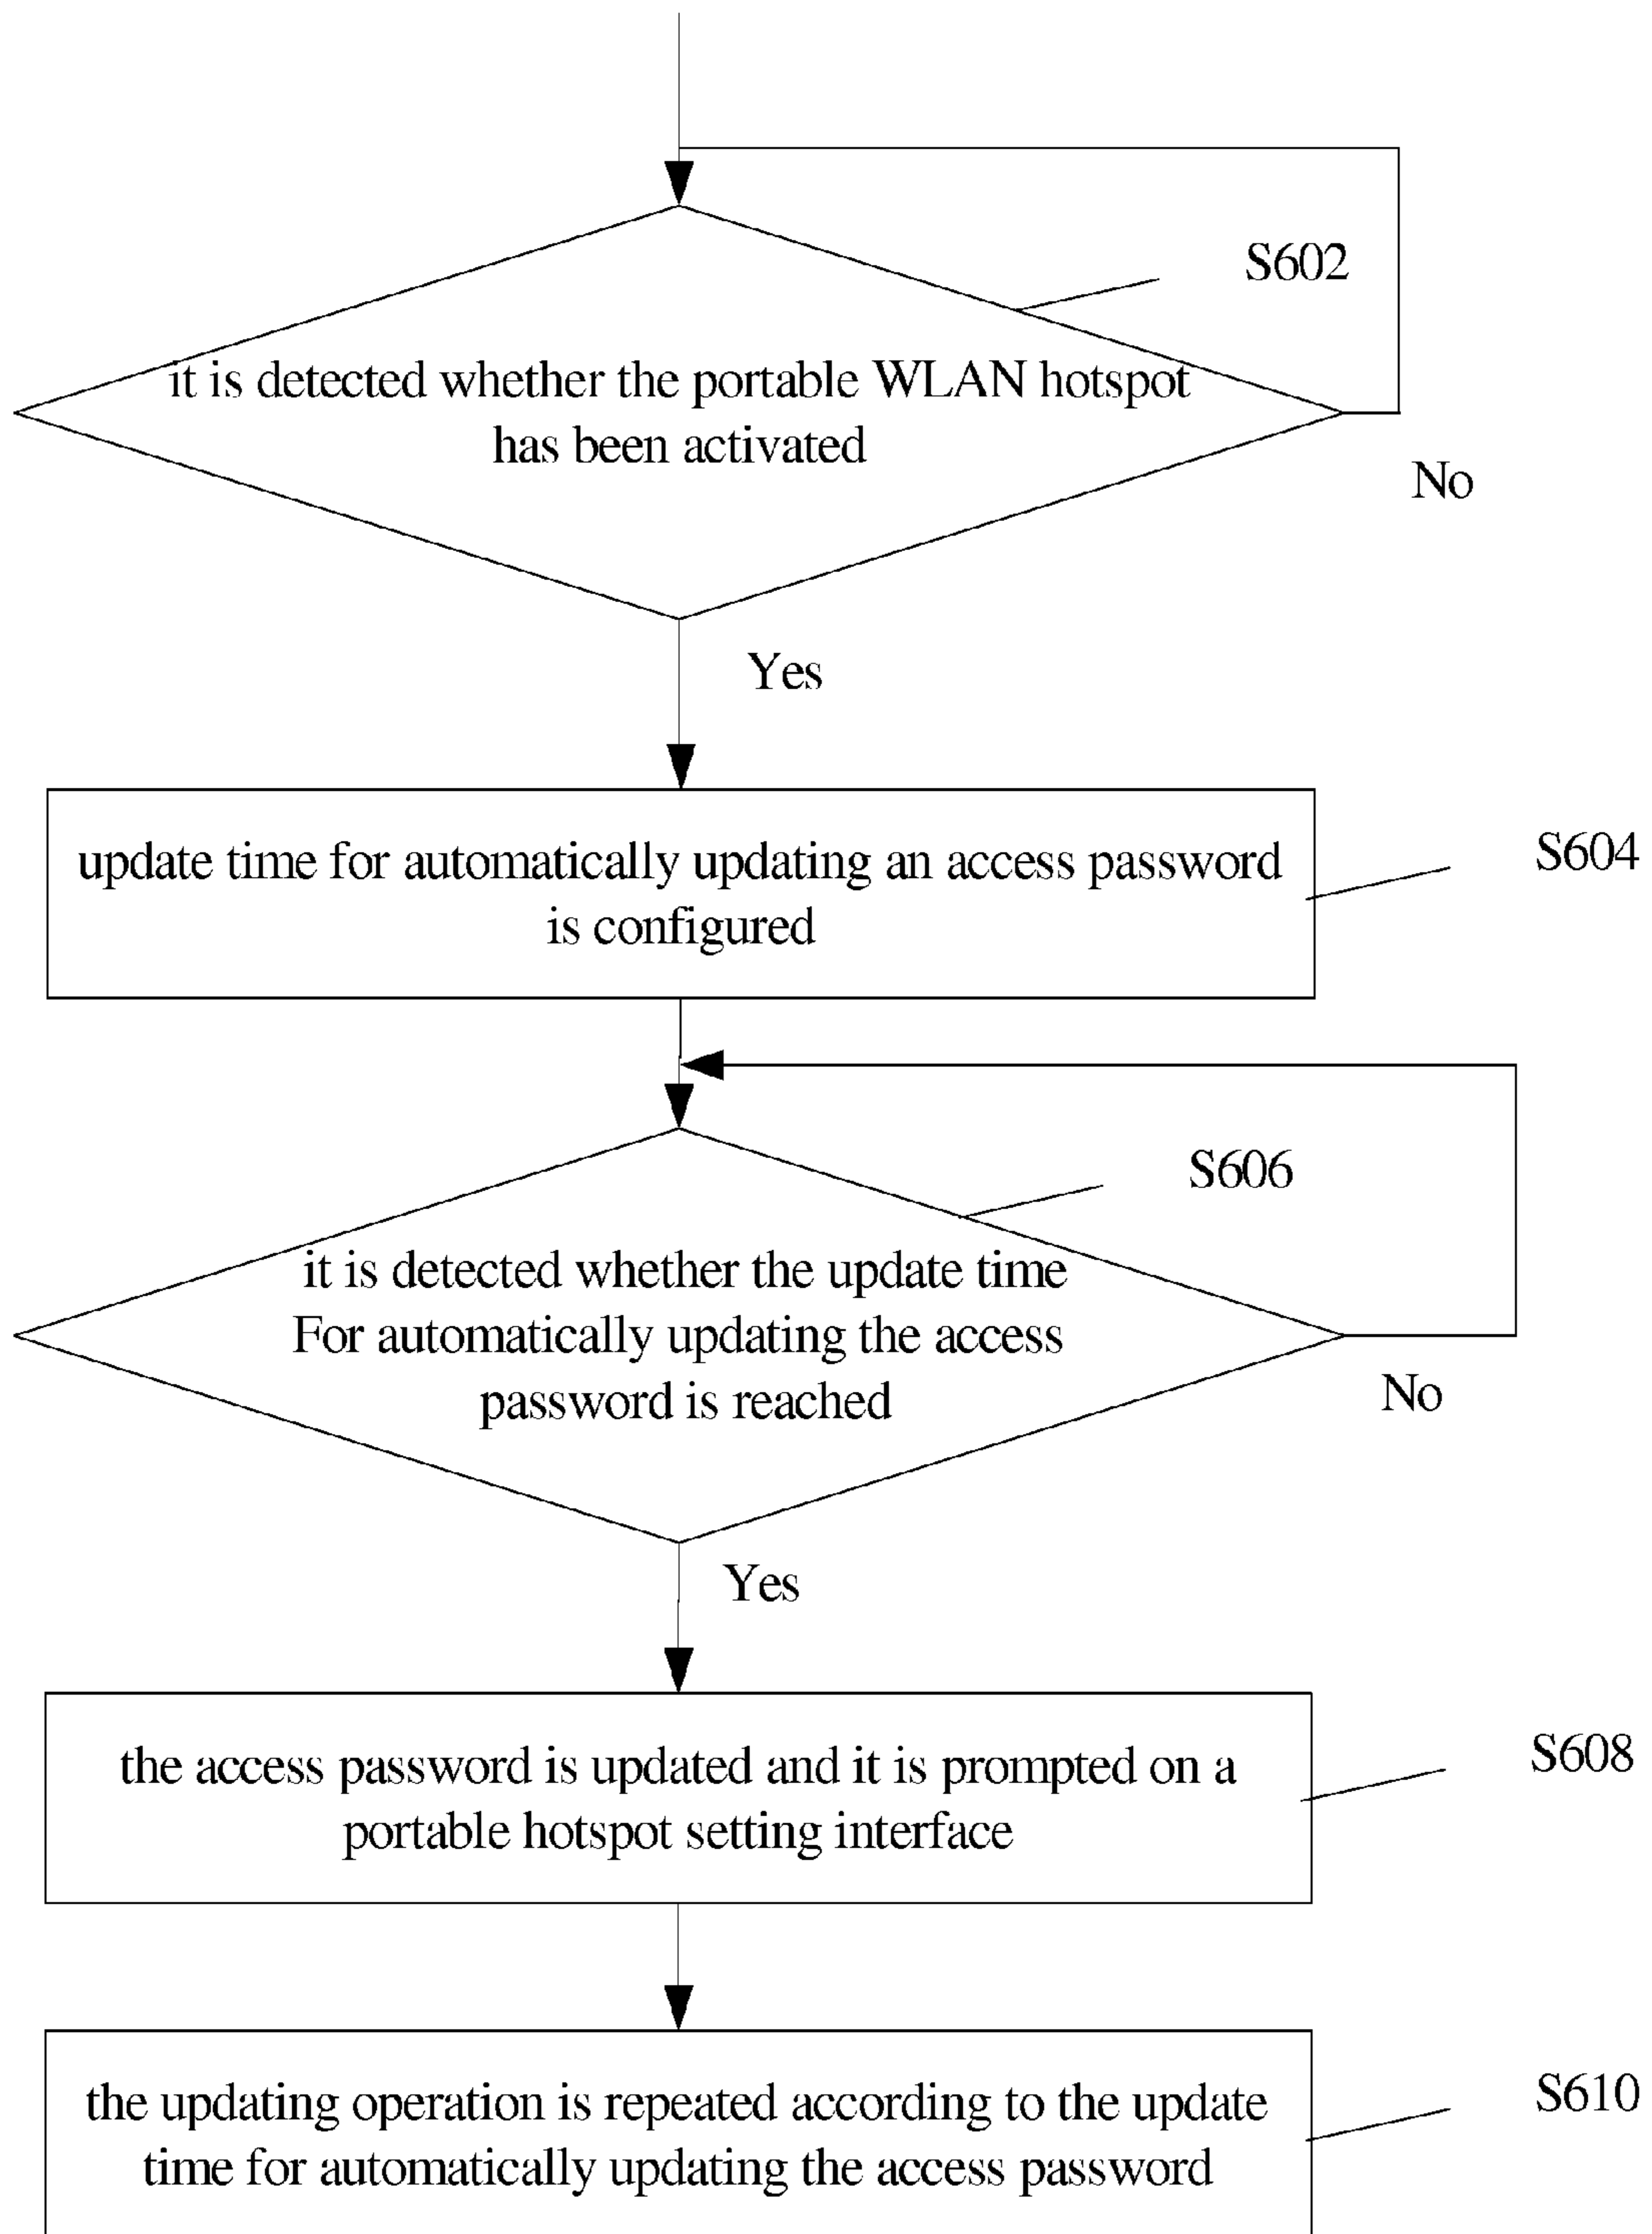 S602
it is detected whether the portable WLAN hotspot
has been activated
No
Yes
update time for automatically updating an access password
is configured
S604
S606
it is detected whether the update time
For automatically updating the access
password is reached
No
Yes
the access password is updated and it is prompted on a
portable hotspot setting interface
S608
the updating operation is repeated according to the update
time for automatically updating the access password
S610